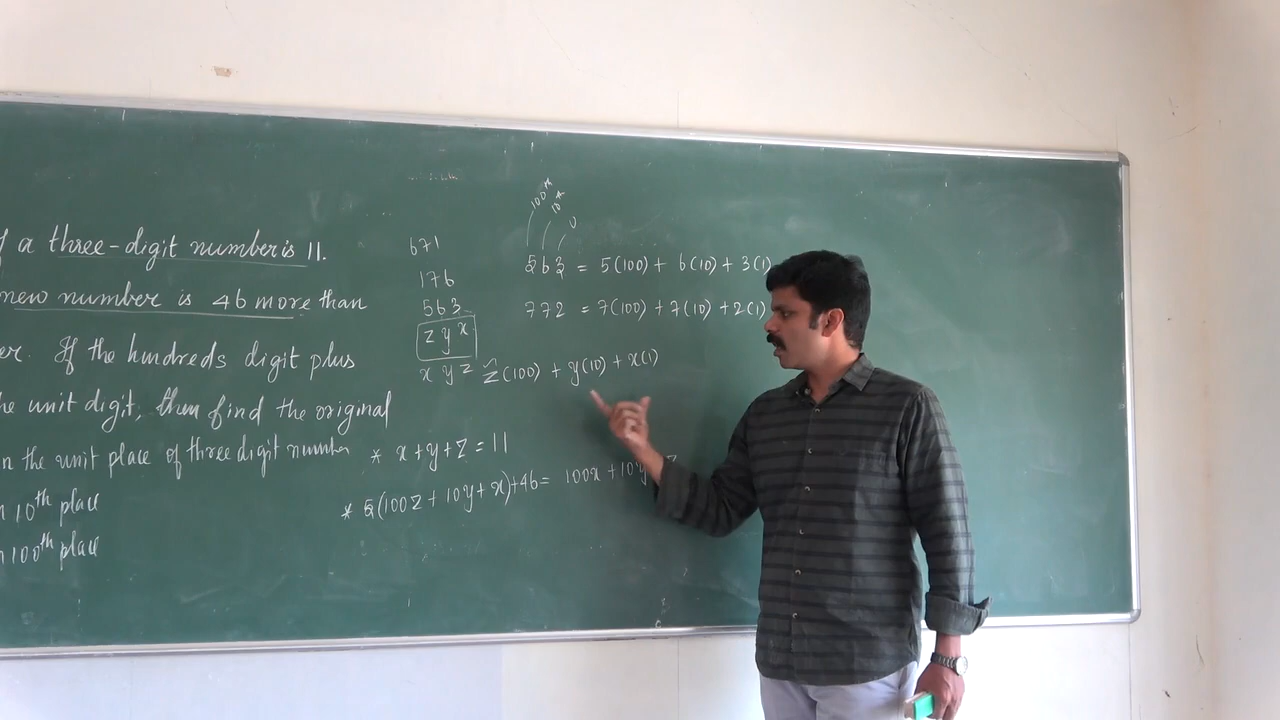 a three-digit number is 11.
new number is 46 more than
er. If the hundreds digit plus
he unit digit, then find the original
n the unit place of three digit number
n 10th place
n 100th place
671
176
563
z y x
x y z
z(100) + y(10) + x(1)
* x+y+z = 11
* 5(100z + 10y + x)+46 = 100x + 10y
100th
10th
U
563 = 5(100) + 6(10) + 3(1)
772 = 7(100) + 7(10) + 2(1)